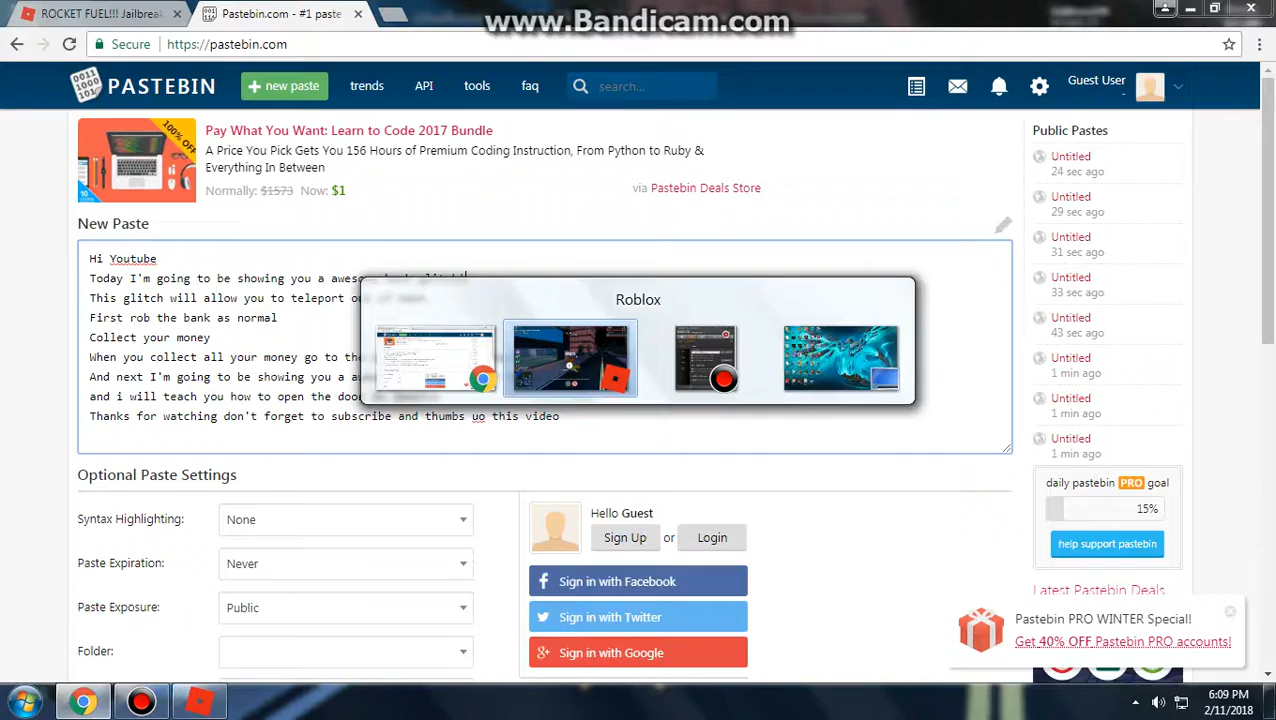 www.Bandicam.com
ROCKET FUEL!!! Jailbreak
Pastebin.com - #1 paste
Secure
https://pastebin.com
PASTEBIN
+ new paste
trends
API
tools
faq
search...
Guest User
100% OFF
Pay What You Want: Learn to Code 2017 Bundle
A Price You Pick Gets You 156 Hours of Premium Coding Instruction, From Python to Ruby &
Everything In Between
Normally: $1573 Now: $1
via Pastebin Deals Store
New Paste
Hi Youtube
Today I'm going to be showing you a awesome
This glitch will allow you to teleport
First rob the bank as normal
Collect your money
When you collect all your money go to the
And next I'm going to be showing you a
and i will teach you how to open the door
Thanks for watching don't forget to subscribe and thumbs uo this video
Roblox
Public Pastes
Untitled
24 sec ago
Untitled
29 sec ago
Untitled
31 sec ago
Untitled
33 sec ago
Untitled
43 sec ago
Untitled
1 min ago
Untitled
1 min ago
Untitled
1 min ago
daily pastebin PRO goal
15%
help support pastebin
Latest Pastebin Deals
Optional Paste Settings
Syntax Highlighting:
None
Paste Expiration:
Never
Paste Exposure:
Public
Folder:
Hello Guest
Sign Up or Login
Sign in with Facebook
Sign in with Twitter
Sign in with Google
Pastebin PRO WINTER Special!
Get 40% OFF Pastebin PRO accounts!
6:09 PM
2/11/2018